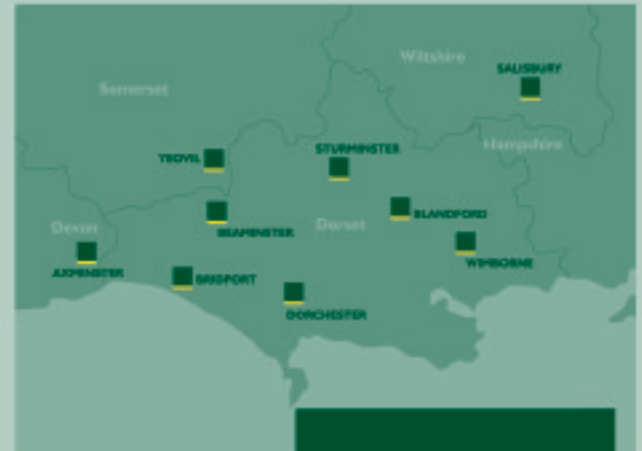 Wiltshire
SALISBURY
Somerset
Hampshire
STURMINSTER
YEOVIL
BLANDFORD
Dorset
Devon
BEAMINSTER
WIMBORNE
AXMINSTER
BRIDPORT
DORCHESTER